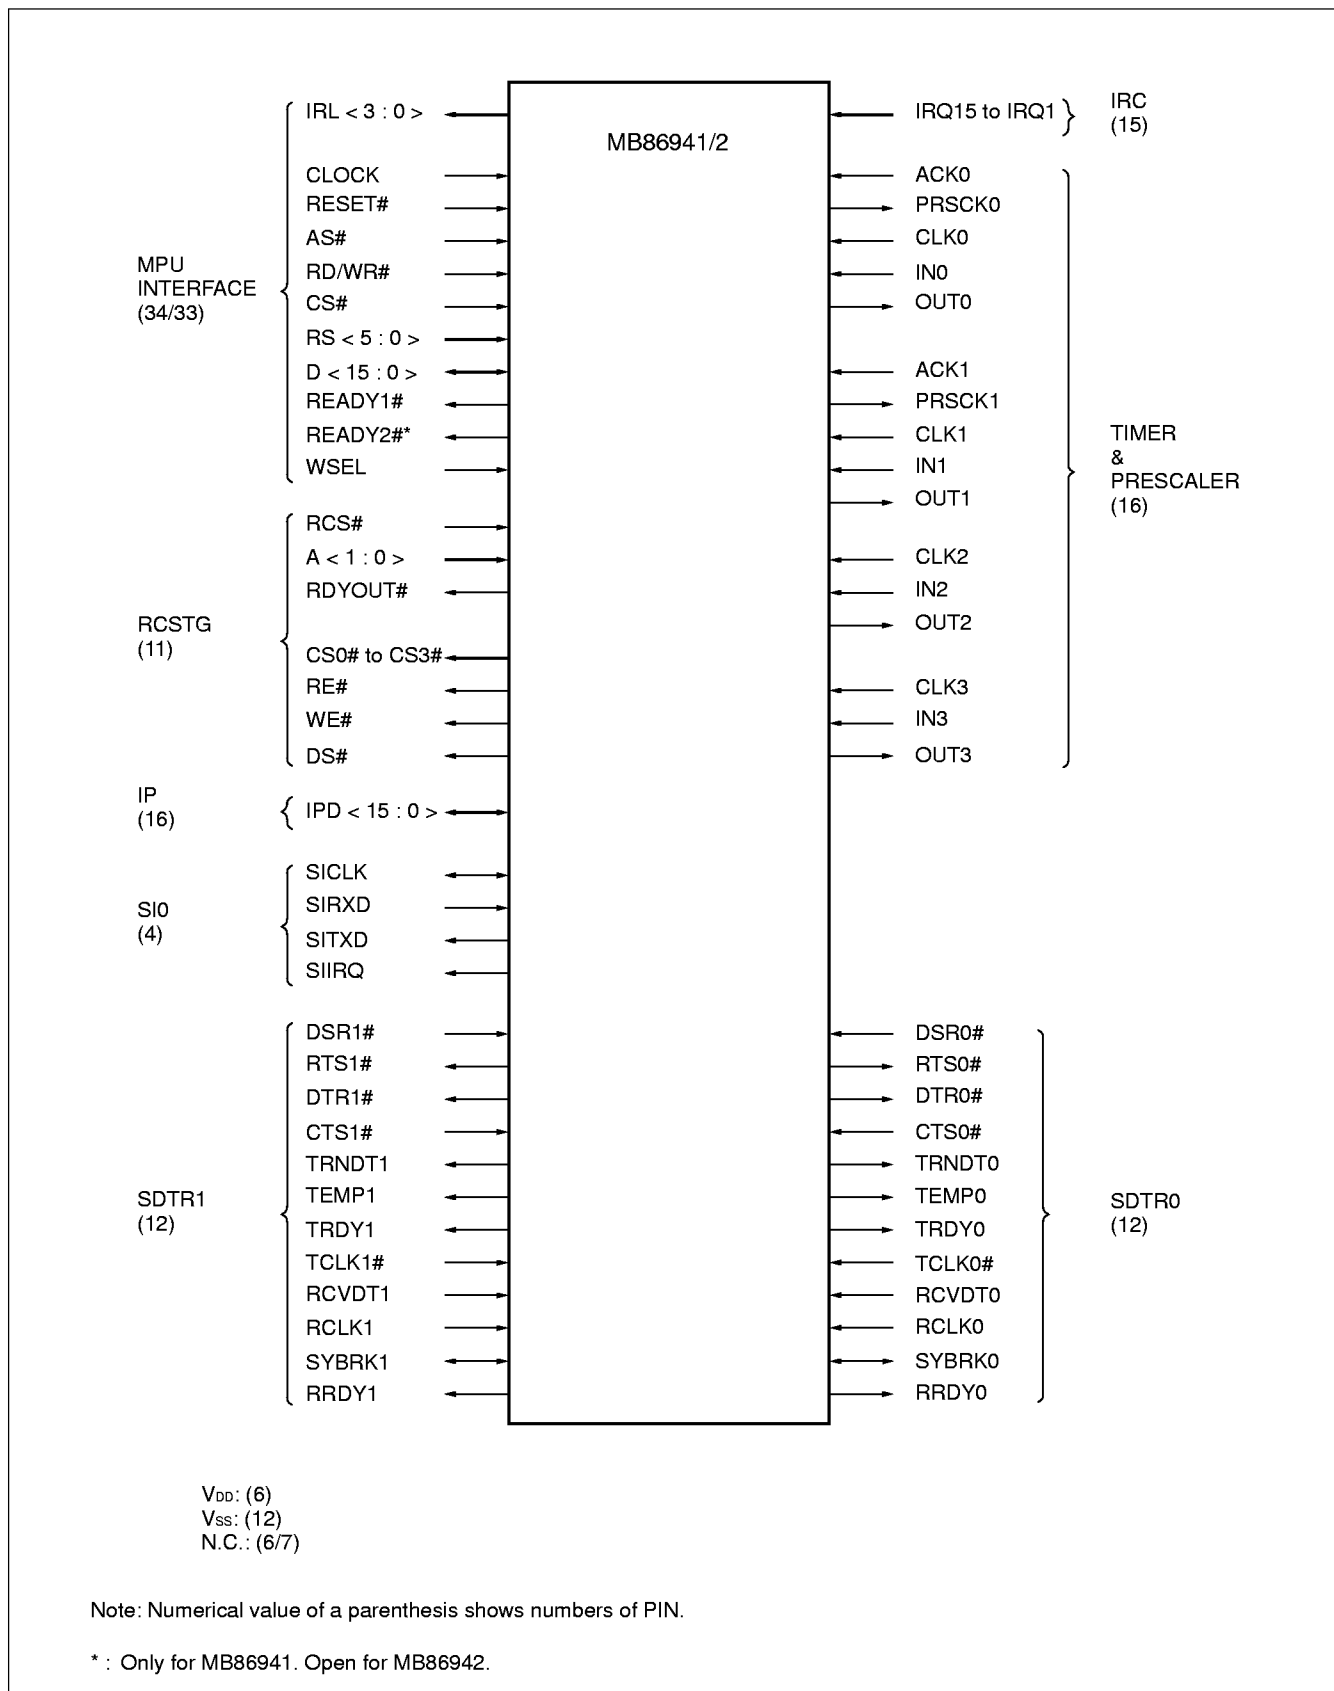 MB86941/2
MPU
INTERFACE
(34/33)
IRL < 3 : 0 >
CLOCK
RESET#
AS#
RD/WR#
CS#
RS < 5 : 0 >
D < 15 : 0 >
READY1#
READY2#*
WSEL
RCSTG
(11)
RCS#
A < 1 : 0 >
RDYOUT#
CS0# to CS3#
RE#
WE#
DS#
IP
(16)
IPD < 15 : 0 >
SI0
(4)
SICLK
SIRXD
SITXD
SIIRQ
SDTR1
(12)
DSR1#
RTS1#
DTR1#
CTS1#
TRNDT1
TEMP1
TRDY1
TCLK1#
RCVDT1
RCLK1
SYBRK1
RRDY1
IRQ15 to IRQ1
IRC
(15)
ACK0
PRSCK0
CLK0
IN0
OUT0
ACK1
PRSCK1
CLK1
IN1
OUT1
CLK2
IN2
OUT2
CLK3
IN3
OUT3
TIMER
&
PRESCALER
(16)
DSR0#
RTS0#
DTR0#
CTS0#
TRNDT0
TEMP0
TRDY0
TCLK0#
RCVDT0
RCLK0
SYBRK0
RRDY0
SDTR0
(12)
VDD: (6)
VSS: (12)
N.C.: (6/7)
Note: Numerical value of a parenthesis shows numbers of PIN.
* : Only for MB86941. Open for MB86942.